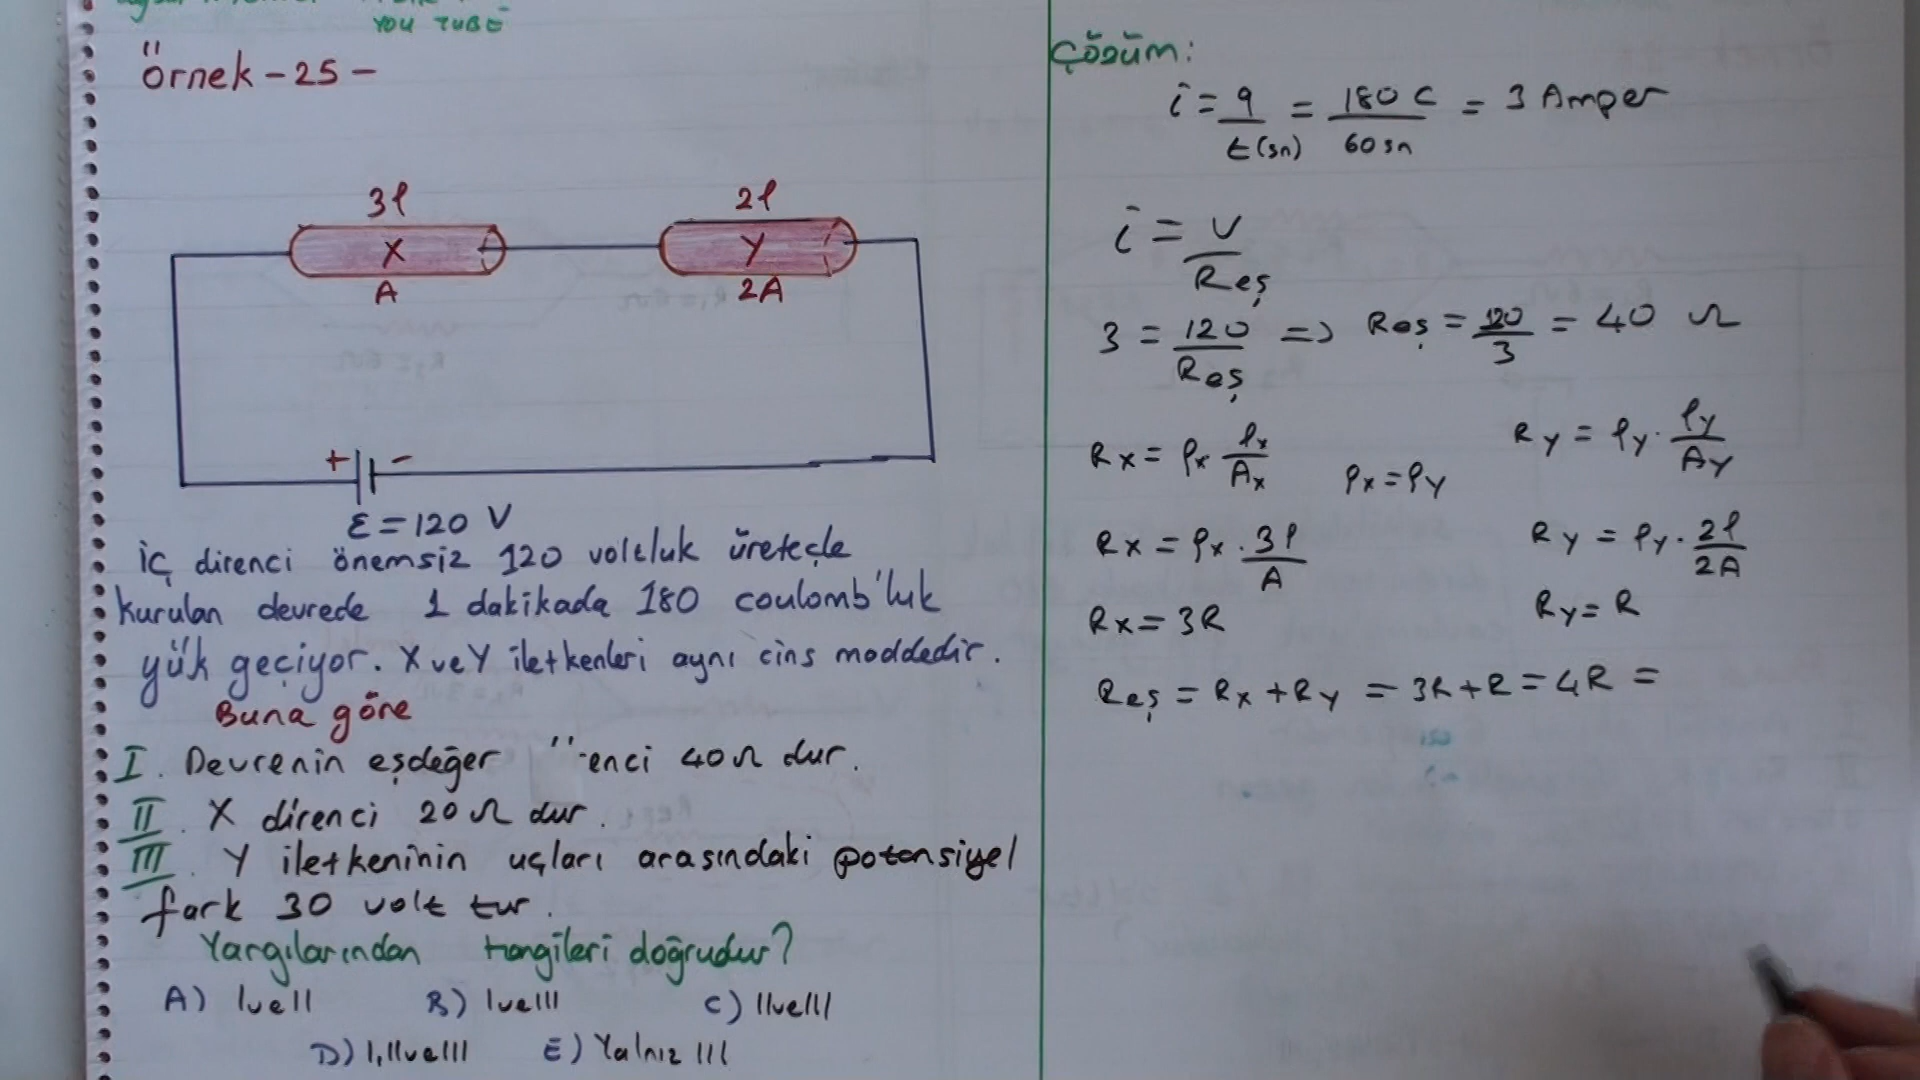 YOU TUBE
Örnek - 25 -
3l
2l
X
Y
A
2A
+ -
Ɛ = 120 V
iç direnci önemsiz 120 voltluk üreteçle
kurulan devrede 1 dakikada 180 coulomb'luk
yük geçiyor. X ve Y iletkenleri aynı cins maddedir.
Buna göre
I. Devrenin eşdeğer enci 40Ω dur.
II. X direnci 20Ω dur.
III. Y iletkeninin uçları arasındaki potansiyel
fark 30 volt tur.
Yargılarından hangileri doğrudur?
A) I ve II B) I ve III C) II ve III
D) I, II ve III E) Yalnız III
Çözüm:
i = q / t(sn) = 180 C / 60 sn = 3 Amper
i = V / Reş
3 = 120 / Reş => Reş = 120 / 3 = 40 Ω
Rx = ρx . lx / Ax ρx = ρy Ry = ρy . ly / Ay
Rx = ρx . 3l / A Ry = ρy . 2l / 2A
Rx = 3R Ry = R
Reş = Rx + Ry = 3R + R = 4R =